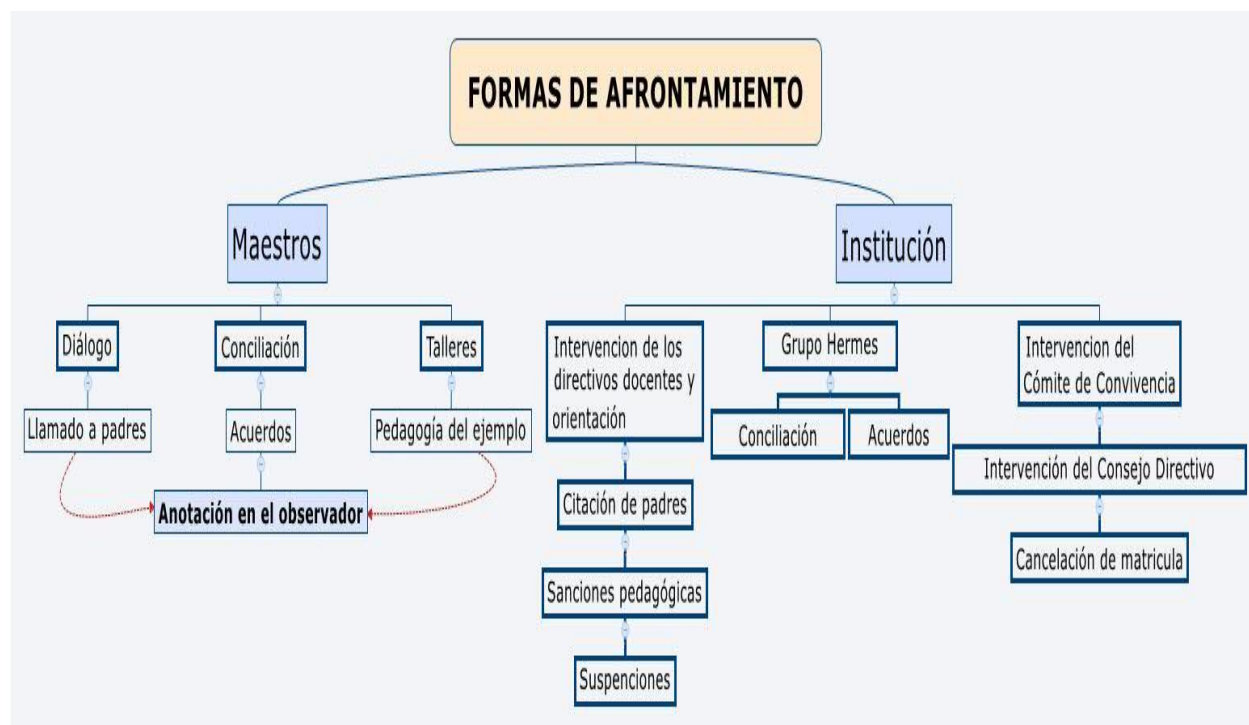 FORMAS DE AFRONTAMIENTO
Maestros
Institución
Diálogo
Conciliación
Talleres
Intervencion de los
directivos docentes y
orientación
Grupo Hermes
Intervencion del
Cómite de Convivencia
Llamado a padres
Acuerdos
Pedagogía del ejemplo
Conciliación
Acuerdos
Intervención del Consejo Directivo
Anotación en el observador
Citación de padres
Cancelación de matricula
Sanciones pedagógicas
Suspenciones